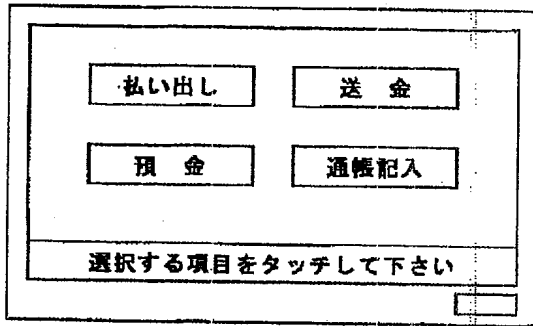 払い出し 送 金
預 金 通帳記入
選択する項目をタッチして下さい